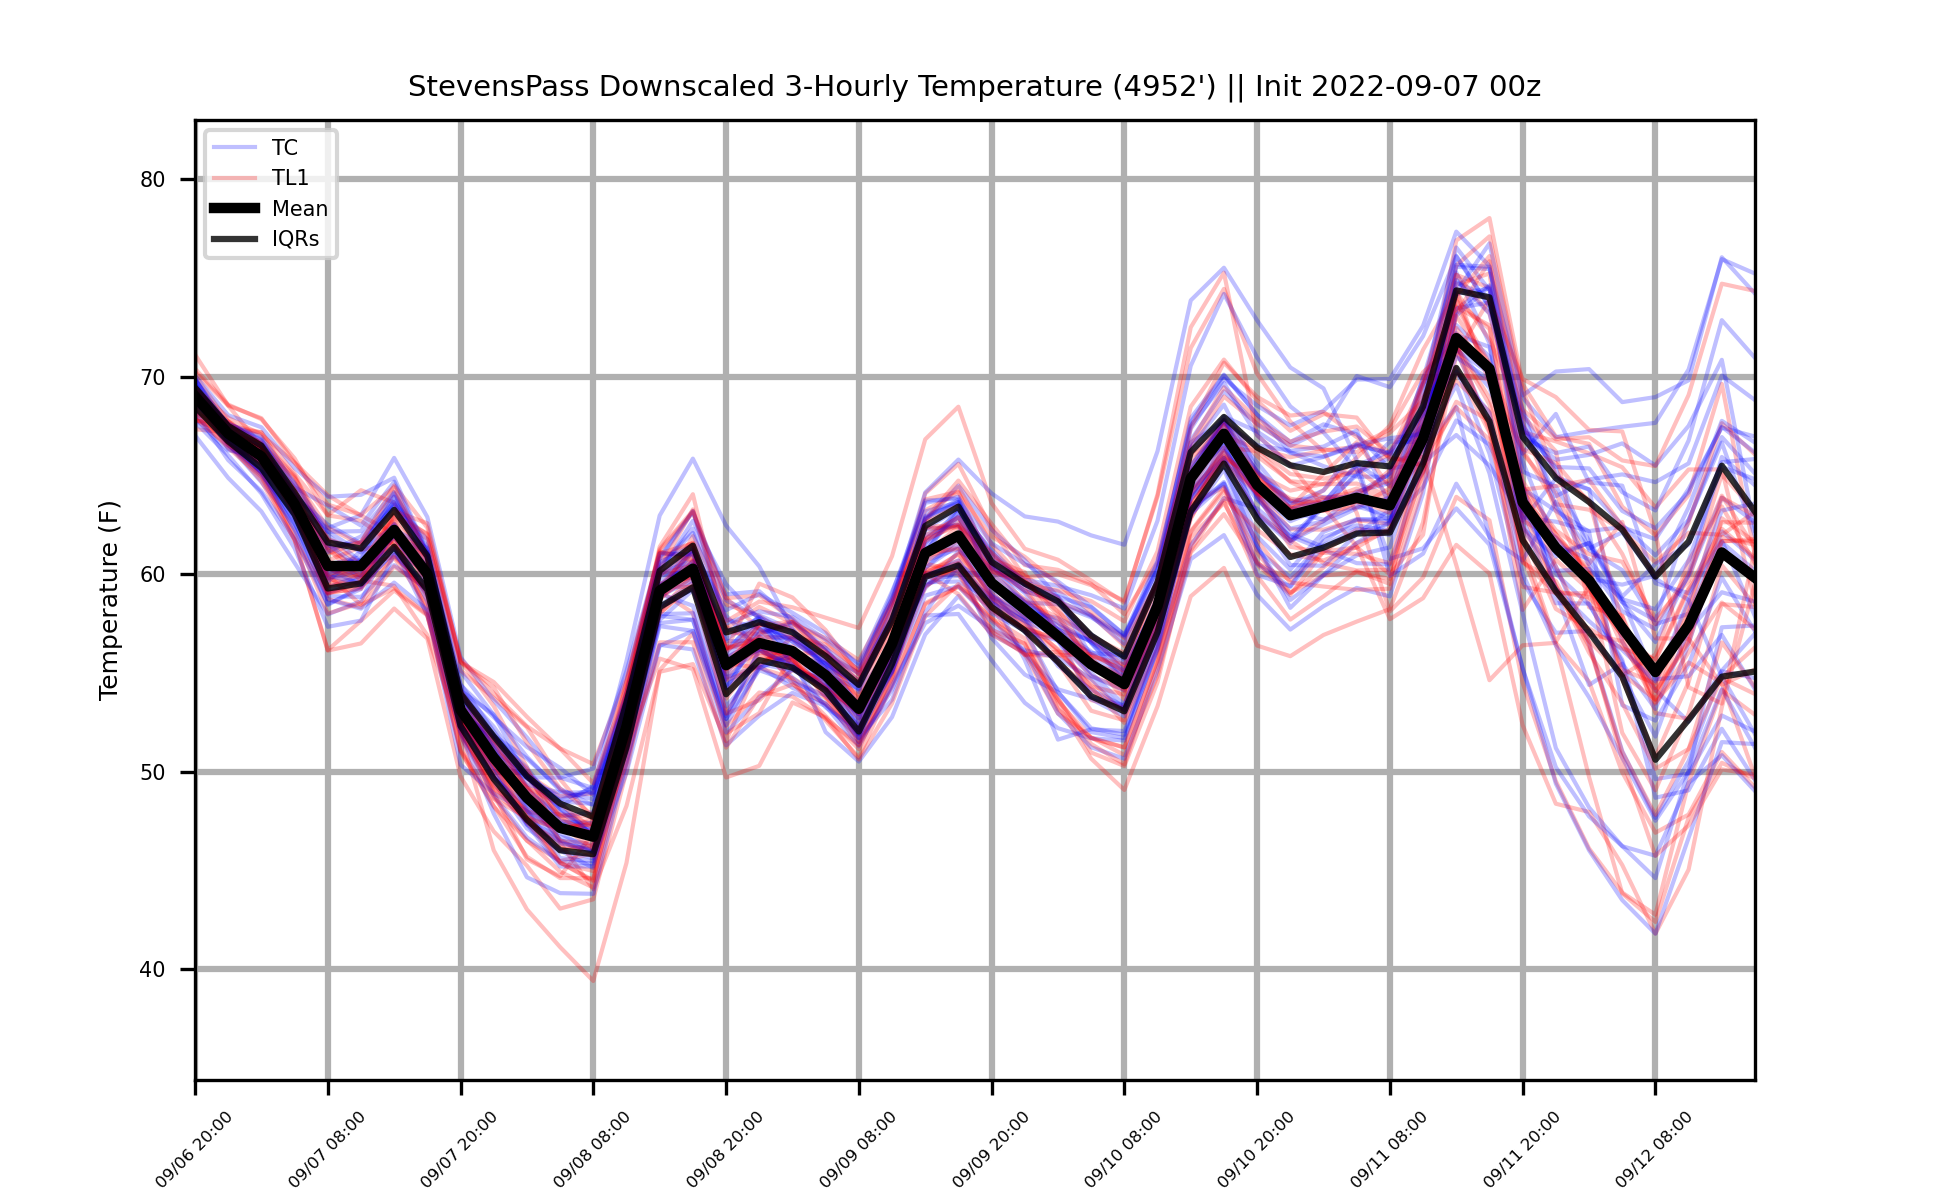 StevensPass Downscaled 3-Hourly Temperature (4952') || Init 2022-09-07 00z
TC
TL1
Mean
IQRs
Temperature (F)
80
70
60
50
40
09/06 20:00
09/07 08:00
09/07 20:00
09/08 08:00
09/08 20:00
09/09 08:00
09/09 20:00
09/10 08:00
09/10 20:00
09/11 08:00
09/11 20:00
09/12 08:00